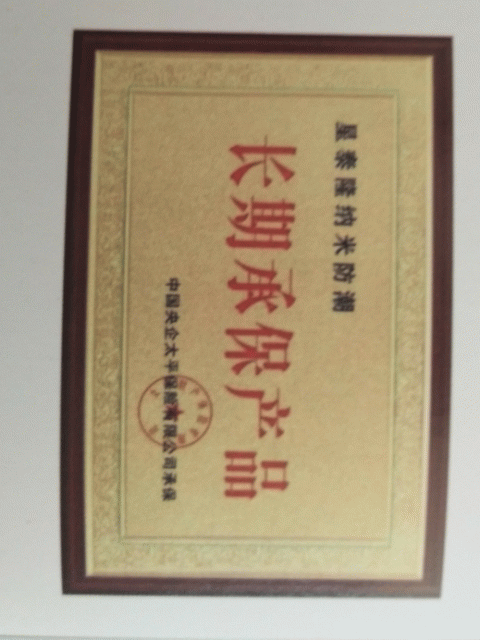 星泰隆纳米防潮
长期承保产品
中国央企太平保险有限公司承保